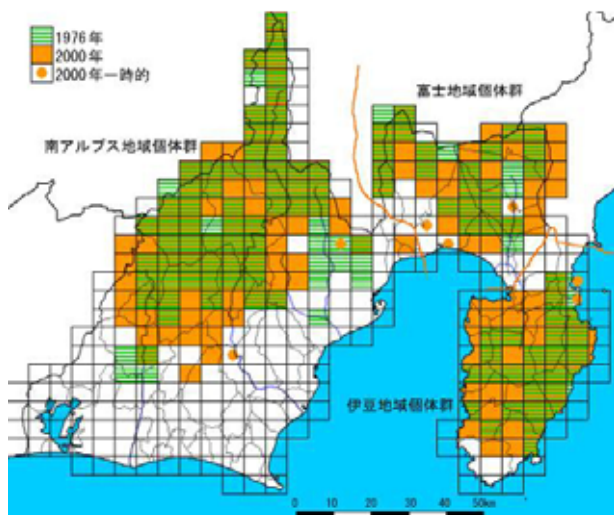 1976年
2000年
2000年一時的
富士地域個体群
南アルプス地域個体群
伊豆地域個体群
0 10 20 30 40 50km